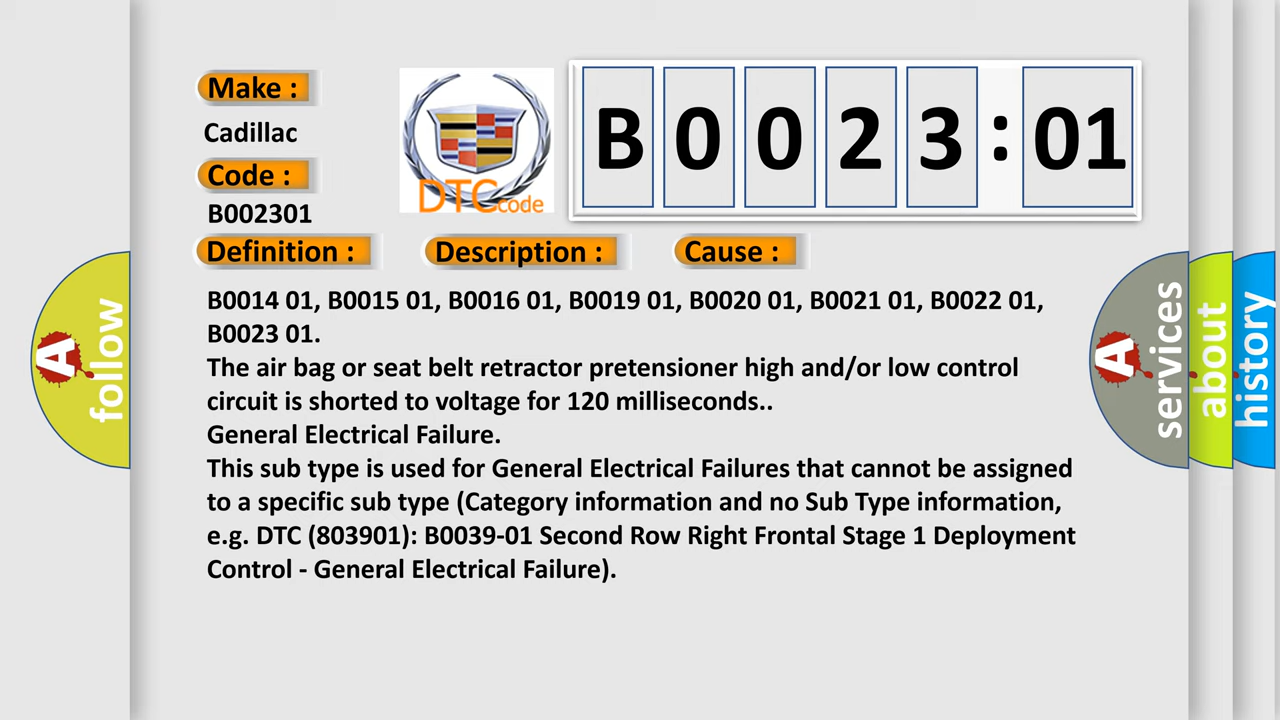 Make :
Cadillac
Code :
B002301
DTC code
B0023:01
Definition :
Description :
Cause :
B0014 01, B0015 01, B0016 01, B0019 01, B0020 01, B0021 01, B0022 01,
B0023 01.
The air bag or seat belt retractor pretensioner high and/or low control
circuit is shorted to voltage for 120 milliseconds..
General Electrical Failure.
This sub type is used for General Electrical Failures that cannot be assigned
to a specific sub type (Category information and no Sub Type information,
e.g. DTC (803901): B0039-01 Second Row Right Frontal Stage 1 Deployment
Control - General Electrical Failure).
A follow
A services
about
history